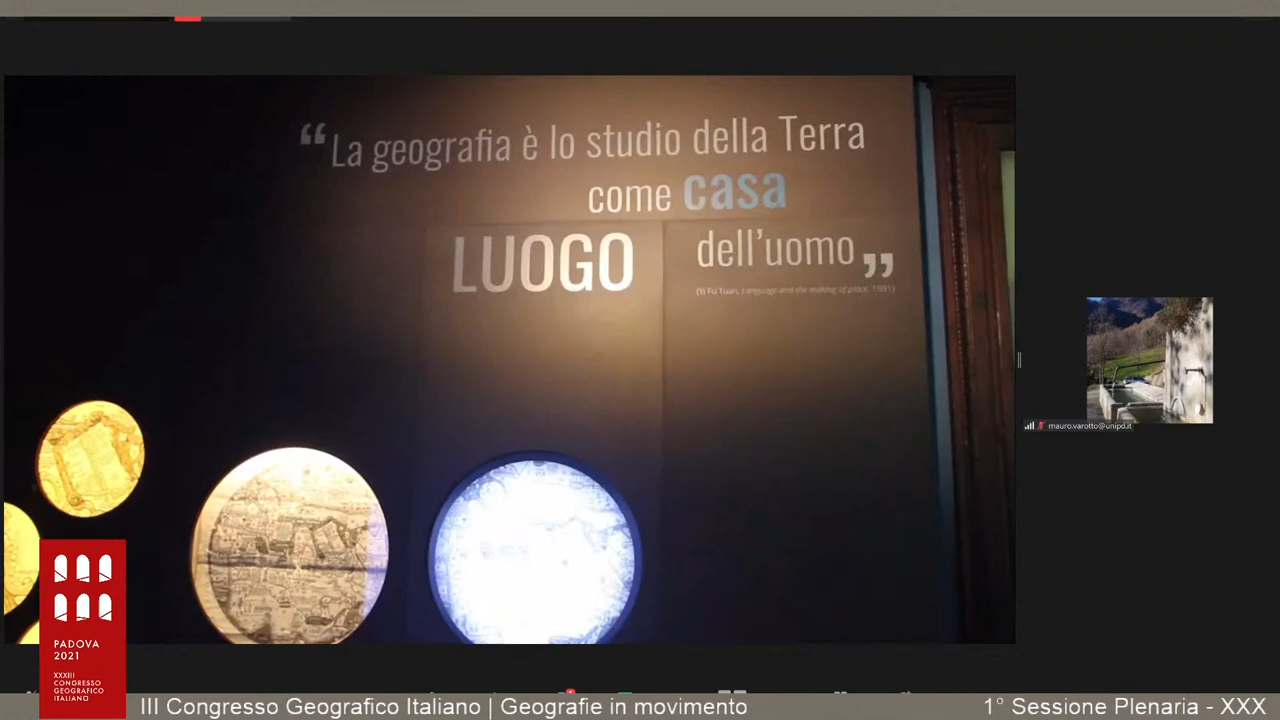 “La geografia è lo studio della Terra
come casa
LUOGO dell’uomo”
(Yi Fu Tuan, Language and the making of place, 1991)
mauro.varotto@unipd.it
PADOVA
2021
XXXIII
CONGRESSO
GEOGRAFICO
ITALIANO
III Congresso Geografico Italiano | Geografie in movimento
1° Sessione Plenaria - XXX